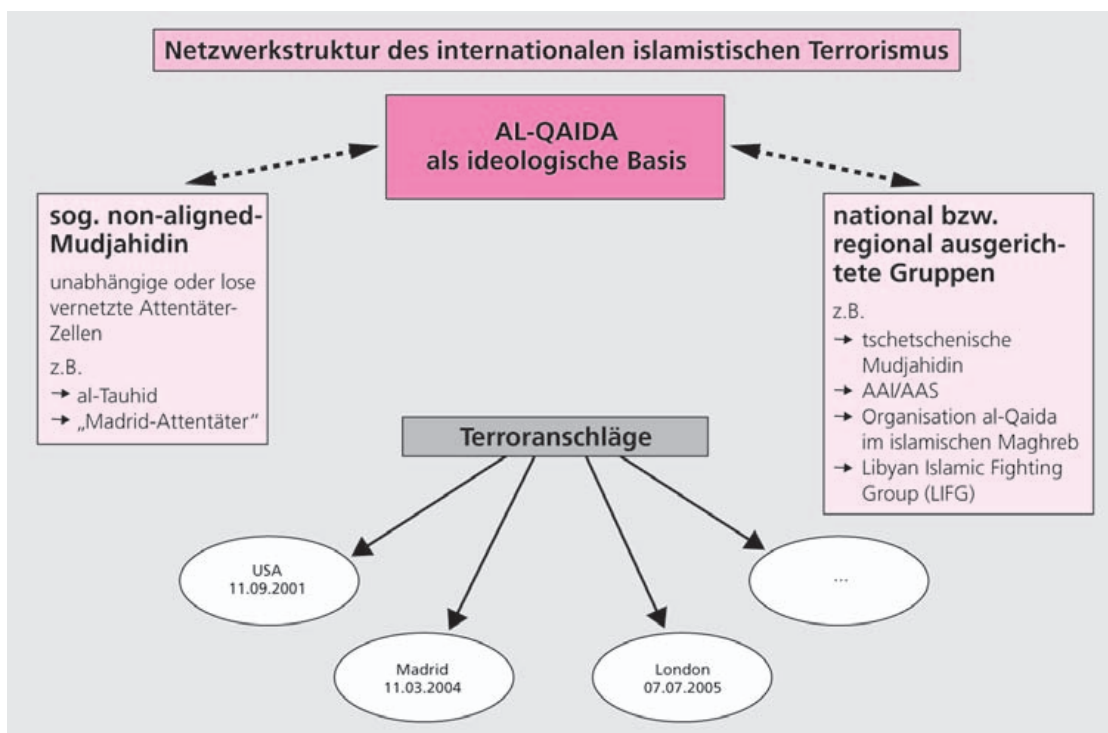 Netzwerkstruktur des internationalen islamistischen Terrorismus
AL-QAIDA
als ideologische Basis
sog. non-aligned-
Mudjahidin
unabhängige oder lose
vernetzte Attentäter-
Zellen
z.B.
→ al-Tauhid
→ „Madrid-Attentäter“
national bzw.
regional ausgerich-
tete Gruppen
z.B.
→ tschetschenische
Mudjahidin
→ AAI/AAS
→ Organisation al-Qaida
im islamischen Maghreb
→ Libyan Islamic Fighting
Group (LIFG)
Terroranschläge
USA
11.09.2001
Madrid
11.03.2004
London
07.07.2005
...